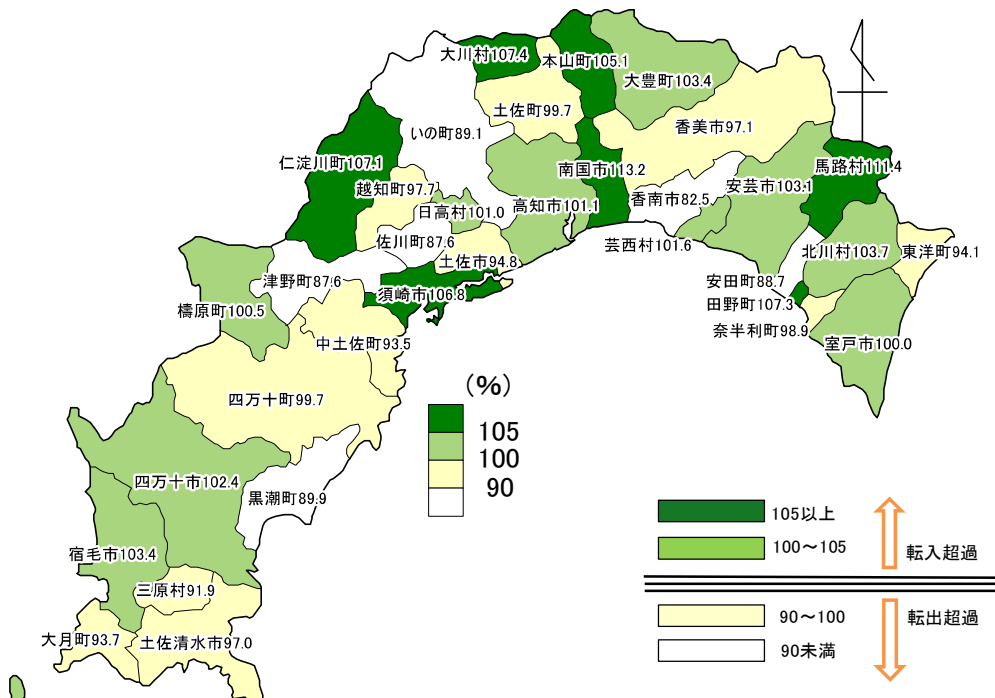 大川村107.4
本山町105.1
大豊町103.4
土佐町99.7
香美市97.1
いの町89.1
仁淀川町107.1
南国市113.2
馬路村111.4
越知町97.7
香南市82.5
安芸市103.1
日高村101.0
高知市101.1
佐川町87.6
芸西村101.6
北川村103.7
東洋町94.1
土佐市94.8
津野町87.6
安田町88.7
須崎市106.8
田野町107.3
梼原町100.5
奈半利町98.9
中土佐町93.5
室戸市100.0
(%)
四万十町99.7
105
100
90
四万十市102.4
黒潮町89.9
105以上
100～105
転入超過
宿毛市103.4
三原村91.9
90～100
転出超過
大月町93.7
土佐清水市97.0
90未満